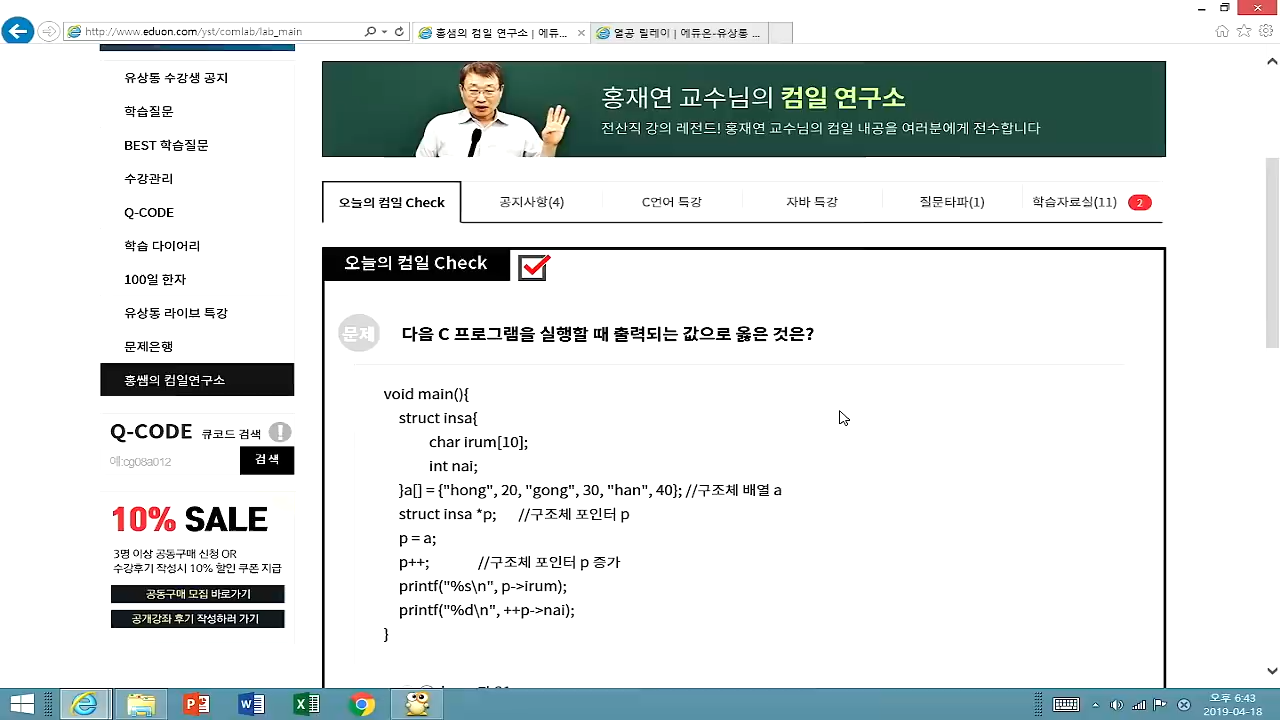 http://www.eduon.com/yst/comlab/lab_main
홍샘의 컴일 연구소 | 에듀...
열공 릴레이 | 에듀온-유상통 ...
유상통 수강생 공지
학습질문
BEST 학습질문
수강관리
Q-CODE
학습 다이어리
100일 한자
유상통 라이브 특강
문제은행
홍쌤의 컴일연구소
Q-CODE 큐코드 검색
예:cg08a012
검색
10% SALE
3명 이상 공동구매 신청 OR
수강후기 작성시 10% 할인 쿠폰 지급
공동구매 모집 바로가기
공개강좌 후기 작성하러 가기
홍재연 교수님의 컴일 연구소
전산직 강의 레전드! 홍재연 교수님의 컴일 내공을 여러분에게 전수합니다
오늘의 컴일 Check
공지사항(4)
C언어 특강
자바 특강
질문타파(1)
학습자료실(11) 2
오늘의 컴일 Check
문제 다음 C 프로그램을 실행할 때 출력되는 값으로 옳은 것은?
void main(){
struct insa{
char irum[10];
int nai;
}a[] = {"hong", 20, "gong", 30, "han", 40}; //구조체 배열 a
struct insa *p; //구조체 포인터 p
p = a;
p++; //구조체 포인터 p 증가
printf("%s\n", p->irum);
printf("%d\n", ++p->nai);
}
오후 6:43
2019-04-18